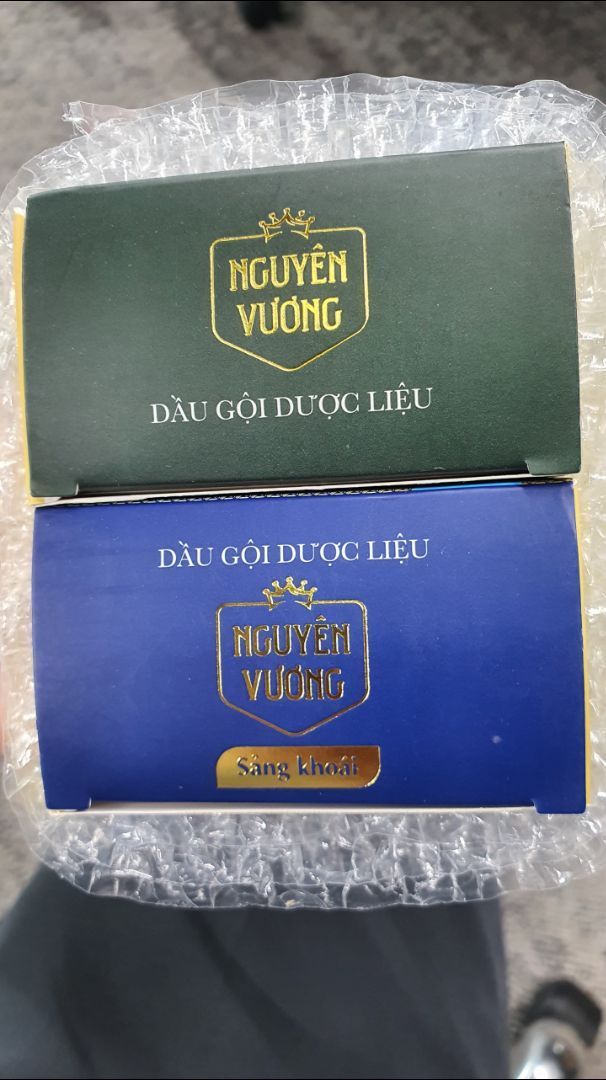 NGUYÊN
VƯƠNG
DẦU GỘI DƯỢC LIỆU
DẦU GỘI DƯỢC LIỆU
NGUYÊN
VƯƠNG
Sảng khoái